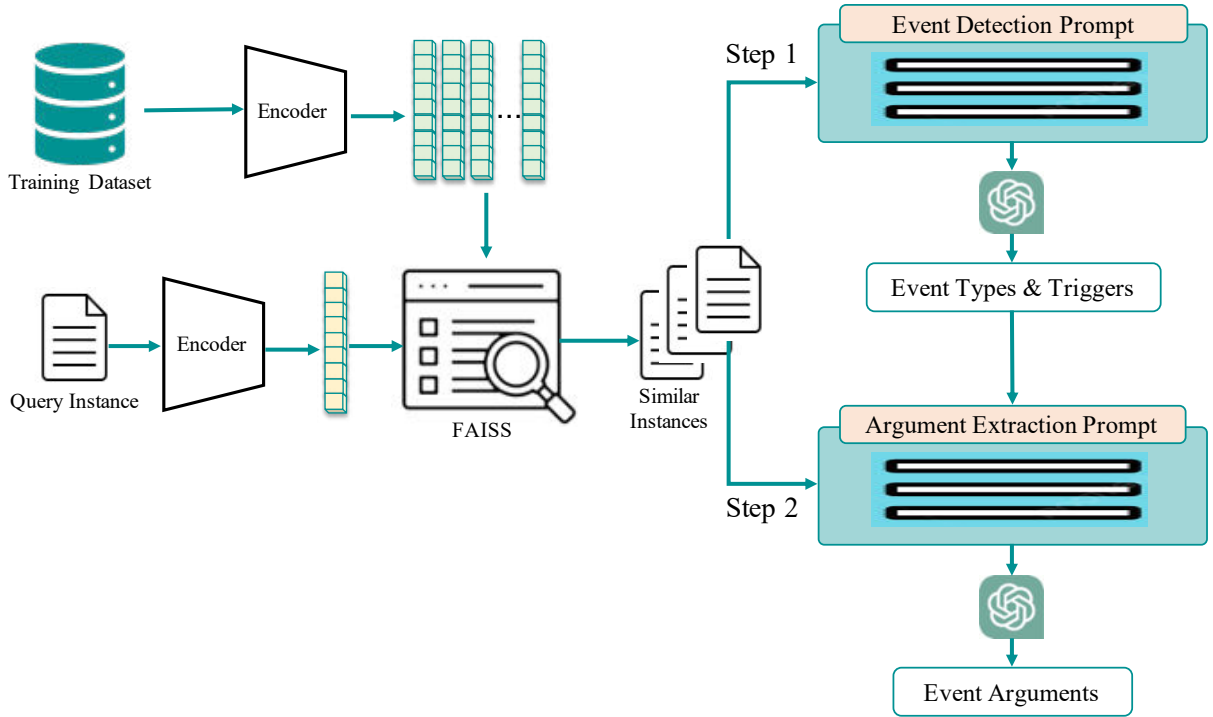 Event Detection Prompt
Step 1
Encoder
...
Training Dataset
Event Types & Triggers
Encoder
Query Instance
FAISS
Similar
Instances
Argument Extraction Prompt
Step 2
Event Arguments